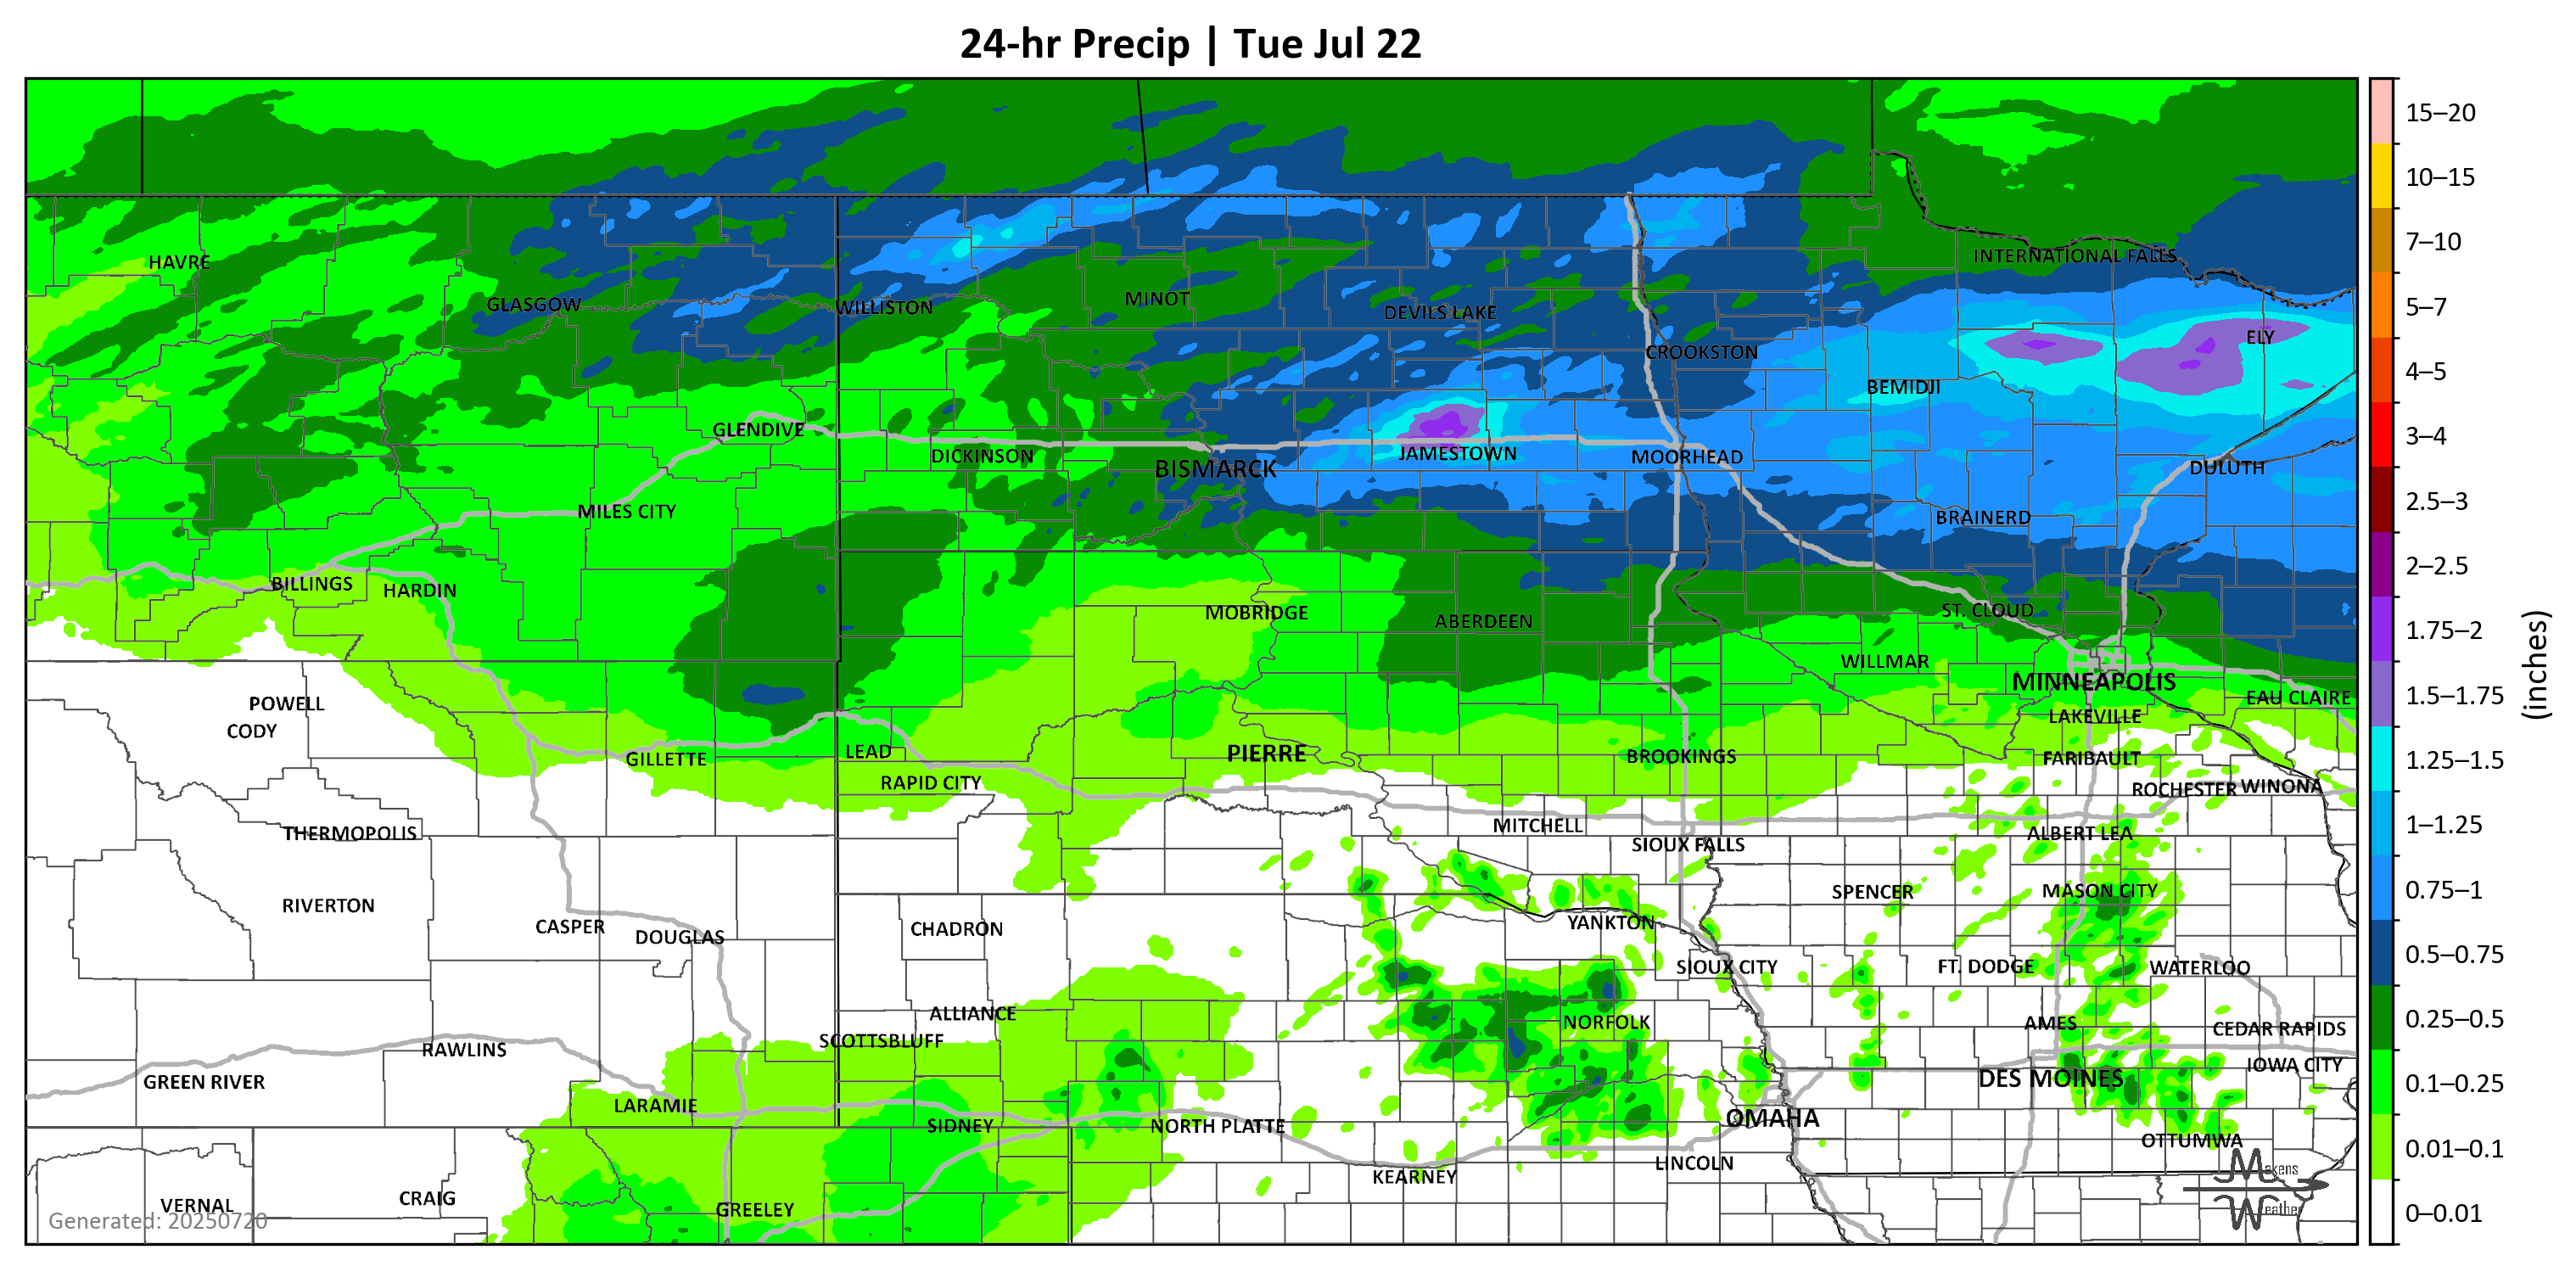 24-hr Precip | Tue Jul 22
HAVRE
INTERNATIONAL FALLS
GLASGOW
WILLISTON
MINOT
DEVILS LAKE
ELY
CROOKSTON
BEMIDJI
GLENDIVE
DICKINSON
BISMARCK
JAMESTOWN
MOORHEAD
DULUTH
MILES CITY
BRAINERD
BILLINGS
HARDIN
MOBRIDGE
ABERDEEN
ST. CLOUD
WILLMAR
MINNEAPOLIS
POWELL
EAU CLAIRE
CODY
LAKEVILLE
GILLETTE
LEAD
PIERRE
BROOKINGS
FARIBAULT
RAPID CITY
ROCHESTER
WINONA
THERMOPOLIS
MITCHELL
ALBERT LEA
SIOUX FALLS
RIVERTON
SPENCER
MASON CITY
CASPER
DOUGLAS
CHADRON
YANKTON
SIOUX CITY
FT. DODGE
WATERLOO
ALLIANCE
NORFOLK
AMES
CEDAR RAPIDS
SCOTTSBLUFF
RAWLINS
IOWA CITY
GREEN RIVER
DES MOINES
LARAMIE
SIDNEY
NORTH PLATTE
OMAHA
OTTUMWA
KEARNEY
LINCOLN
VERNAL
CRAIG
GREELEY
Generated: 20250720
Makens
Weather
15–20
10–15
7–10
5–7
4–5
3–4
2.5–3
2–2.5
1.75–2
1.5–1.75
1.25–1.5
1–1.25
0.75–1
0.5–0.75
0.25–0.5
0.1–0.25
0.01–0.1
0–0.01
(inches)